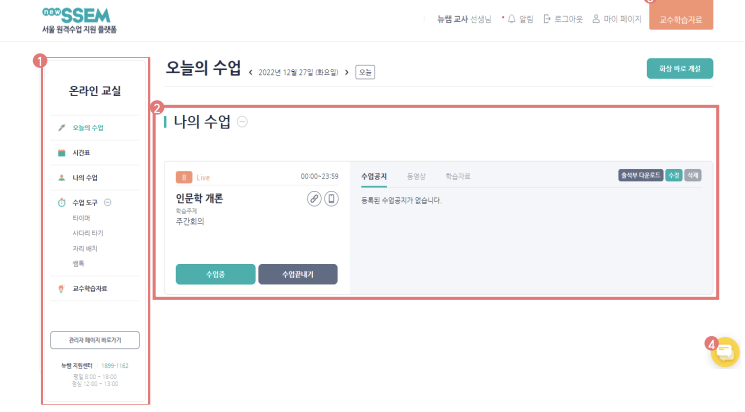 new SSEM
서울 원격수업 지원 플랫폼
뉴쌤 교사 선생님 알림 로그아웃 마이 페이지 교수학습자료
1
온라인 교실
오늘의 수업
시간표
나의 수업
수업 도구
타이머
사다리 타기
자리 배치
쌤톡
교수학습자료
관리자 페이지 바로가기
뉴쌤 지원센터 1899-1162
평일 8:00 ~ 18:00
점심 12:00 ~ 13:00
오늘의 수업 < 2022년 12월 27일 (화요일) > 오늘
화상 바로 개설
2
나의 수업
8 Live 00:00~23:59
인문학 개론
학습주제
주간회의
수업중 수업끝내기
수업공지 동영상 학습자료
출석부 다운로드 수정 삭제
등록된 수업공지가 없습니다.
4